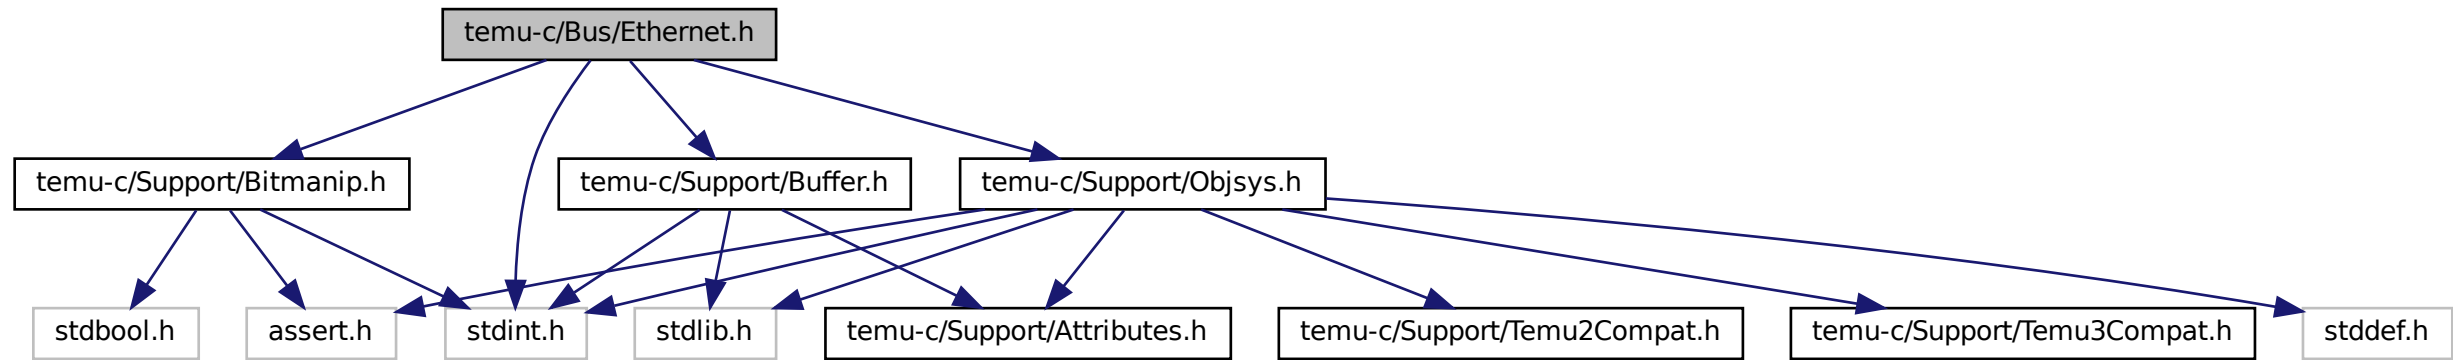 temu-c/Bus/Ethernet.h
temu-c/Support/Bitmanip.h
temu-c/Support/Buffer.h
temu-c/Support/Objsys.h
stdbool.h
assert.h
stdint.h
stdlib.h
temu-c/Support/Attributes.h
temu-c/Support/Temu2Compat.h
temu-c/Support/Temu3Compat.h
stddef.h